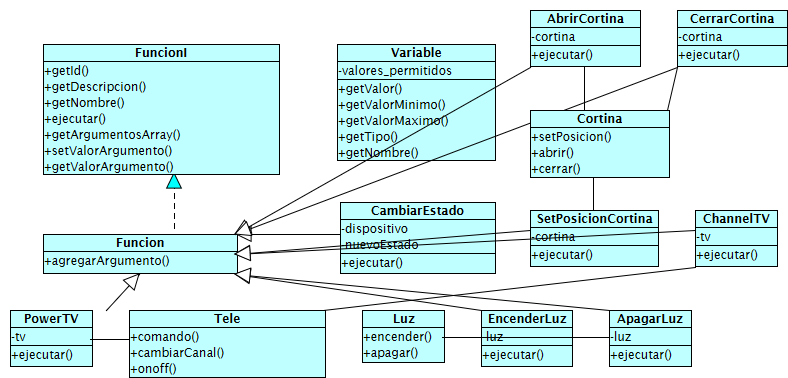 AbrirCortina
-cortina
+ejecutar()
CerrarCortina
-cortina
+ejecutar()
FuncionI
+getId()
+getDescripcion()
+getNombre()
+ejecutar()
+getArgumentosArray()
+setValorArgumento()
+getValorArgumento()
Variable
-valores_permitidos
+getValor()
+getValorMinimo()
+getValorMaximo()
+getTipo()
+getNombre()
Cortina
+setPosicion()
+abrir()
+cerrar()
CambiarEstado
-dispositivo
-nuevoEstado
+ejecutar()
SetPosicionCortina
-cortina
+ejecutar()
ChannelTV
-tv
+ejecutar()
Funcion
+agregarArgumento()
PowerTV
-tv
+ejecutar()
Tele
+comando()
+cambiarCanal()
+onoff()
Luz
+encender()
+apagar()
EncenderLuz
-luz
+ejecutar()
ApagarLuz
-luz
+ejecutar()